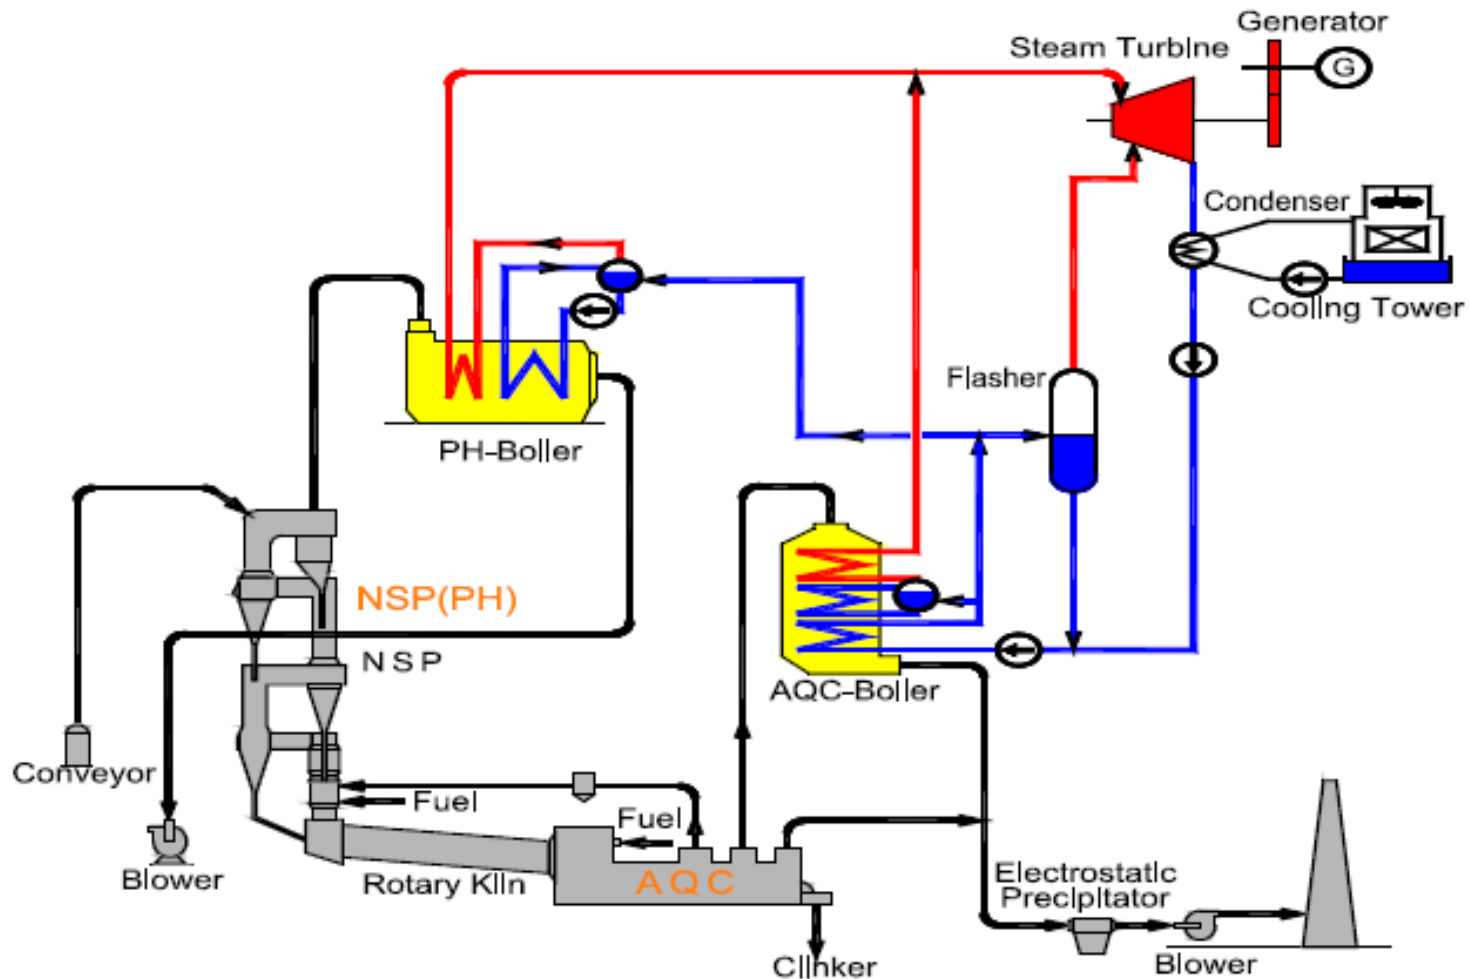 Generator
Steam Turbine
G
Condenser
Cooling Tower
Flasher
PH-Boiler
NSP(PH)
NSP
AQC-Boiler
Conveyor
Fuel
Fuel
Blower
Rotary Kiln
AQC
Electrostatic
Precipitator
Clinker
Blower